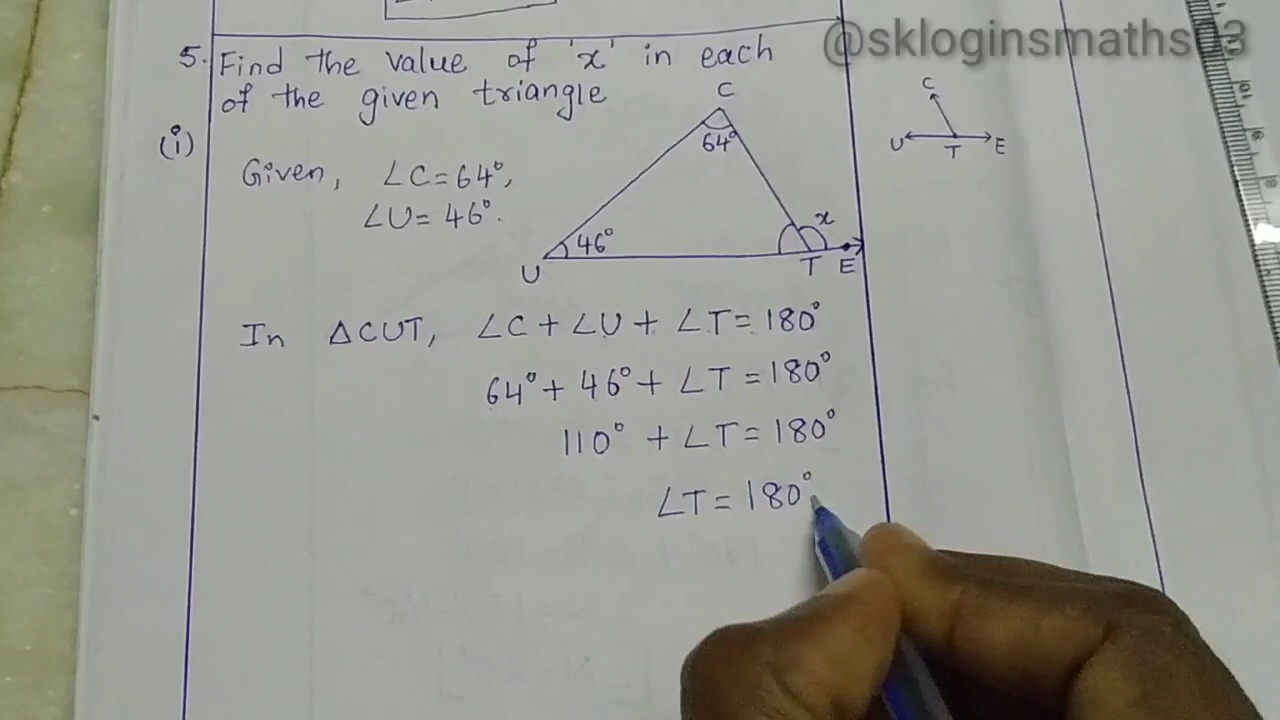 @skloginsmaths03
5. Find the value of 'x' in each
of the given triangle
(i)
Given, ∠C = 64°,
∠U = 46°.
C
64°
46°
x
U
T E
C
U T E
In ΔCUT, ∠C + ∠U + ∠T = 180°
64° + 46° + ∠T = 180°
110° + ∠T = 180°
∠T = 180°